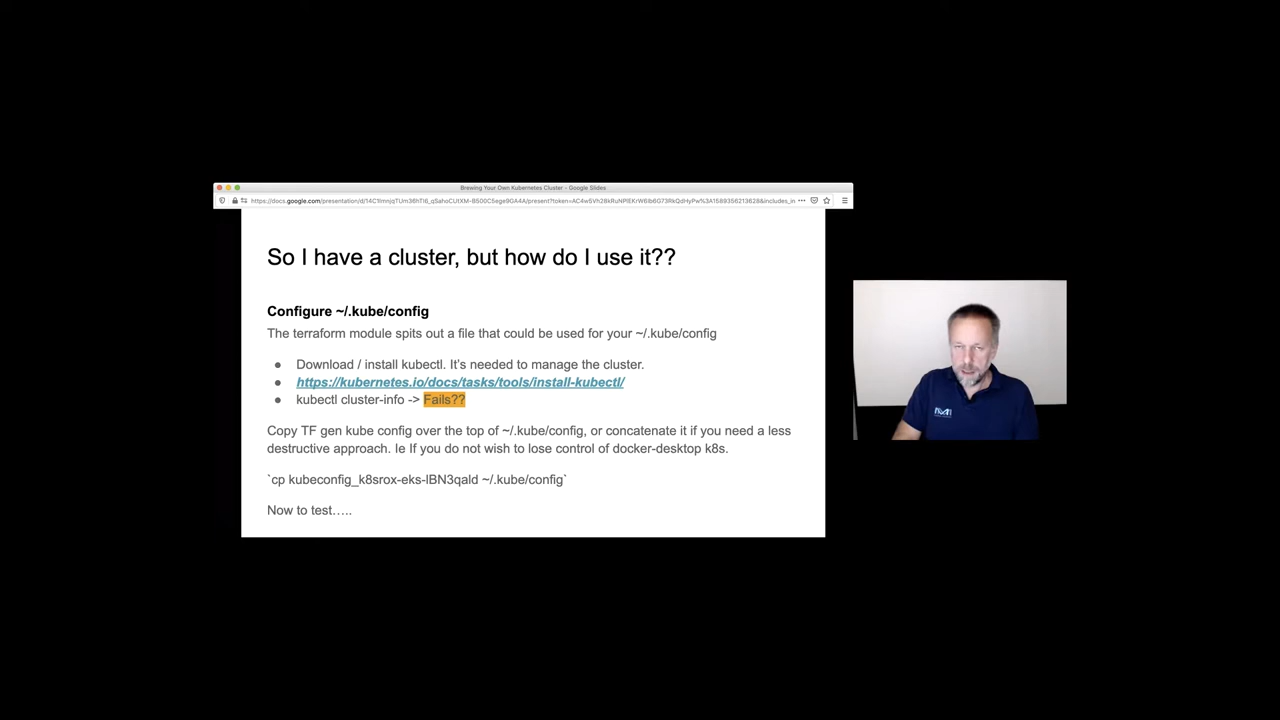 Brewing Your Own Kubernetes Cluster - Google Slides
So I have a cluster, but how do I use it??
Configure ~/.kube/config
The terraform module spits out a file that could be used for your ~/.kube/config
● Download / install kubectl. It's needed to manage the cluster.
● https://kubernetes.io/docs/tasks/tools/install-kubectl/
● kubectl cluster-info -> Fails??
Copy TF gen kube config over the top of ~/.kube/config, or concatenate it if you need a less
destructive approach. Ie If you do not wish to lose control of docker-desktop k8s.
`cp kubeconfig_k8srox-eks-lBN3qald ~/.kube/config`
Now to test…..